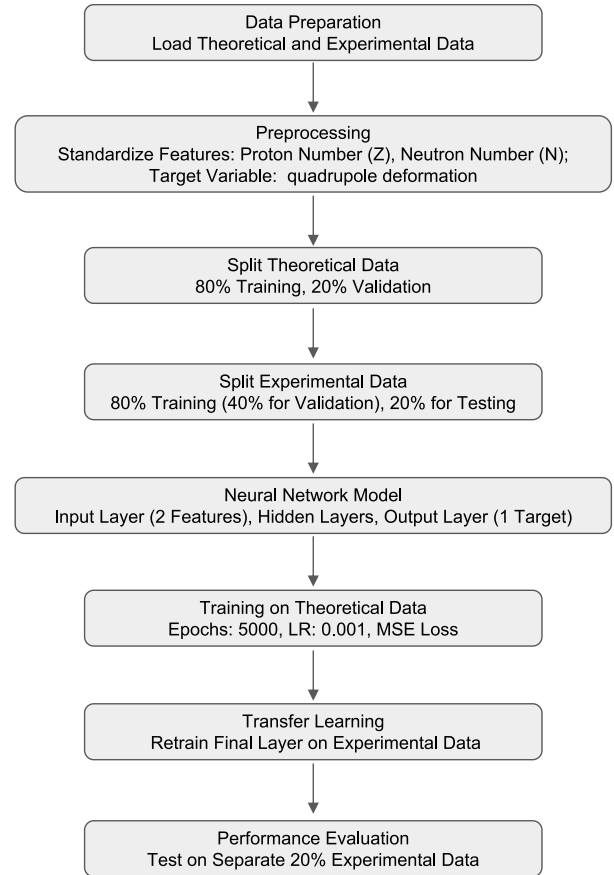 Data Preparation
Load Theoretical and Experimental Data
Preprocessing
Standardize Features: Proton Number (Z), Neutron Number (N);
Target Variable:  quadrupole deformation
Split Theoretical Data
80% Training, 20% Validation
Split Experimental Data
80% Training (40% for Validation), 20% for Testing
Neural Network Model
Input Layer (2 Features), Hidden Layers, Output Layer (1 Target)
Training on Theoretical Data
Epochs: 5000, LR: 0.001, MSE Loss
Transfer Learning
Retrain Final Layer on Experimental Data
Performance Evaluation
Test on Separate 20% Experimental Data